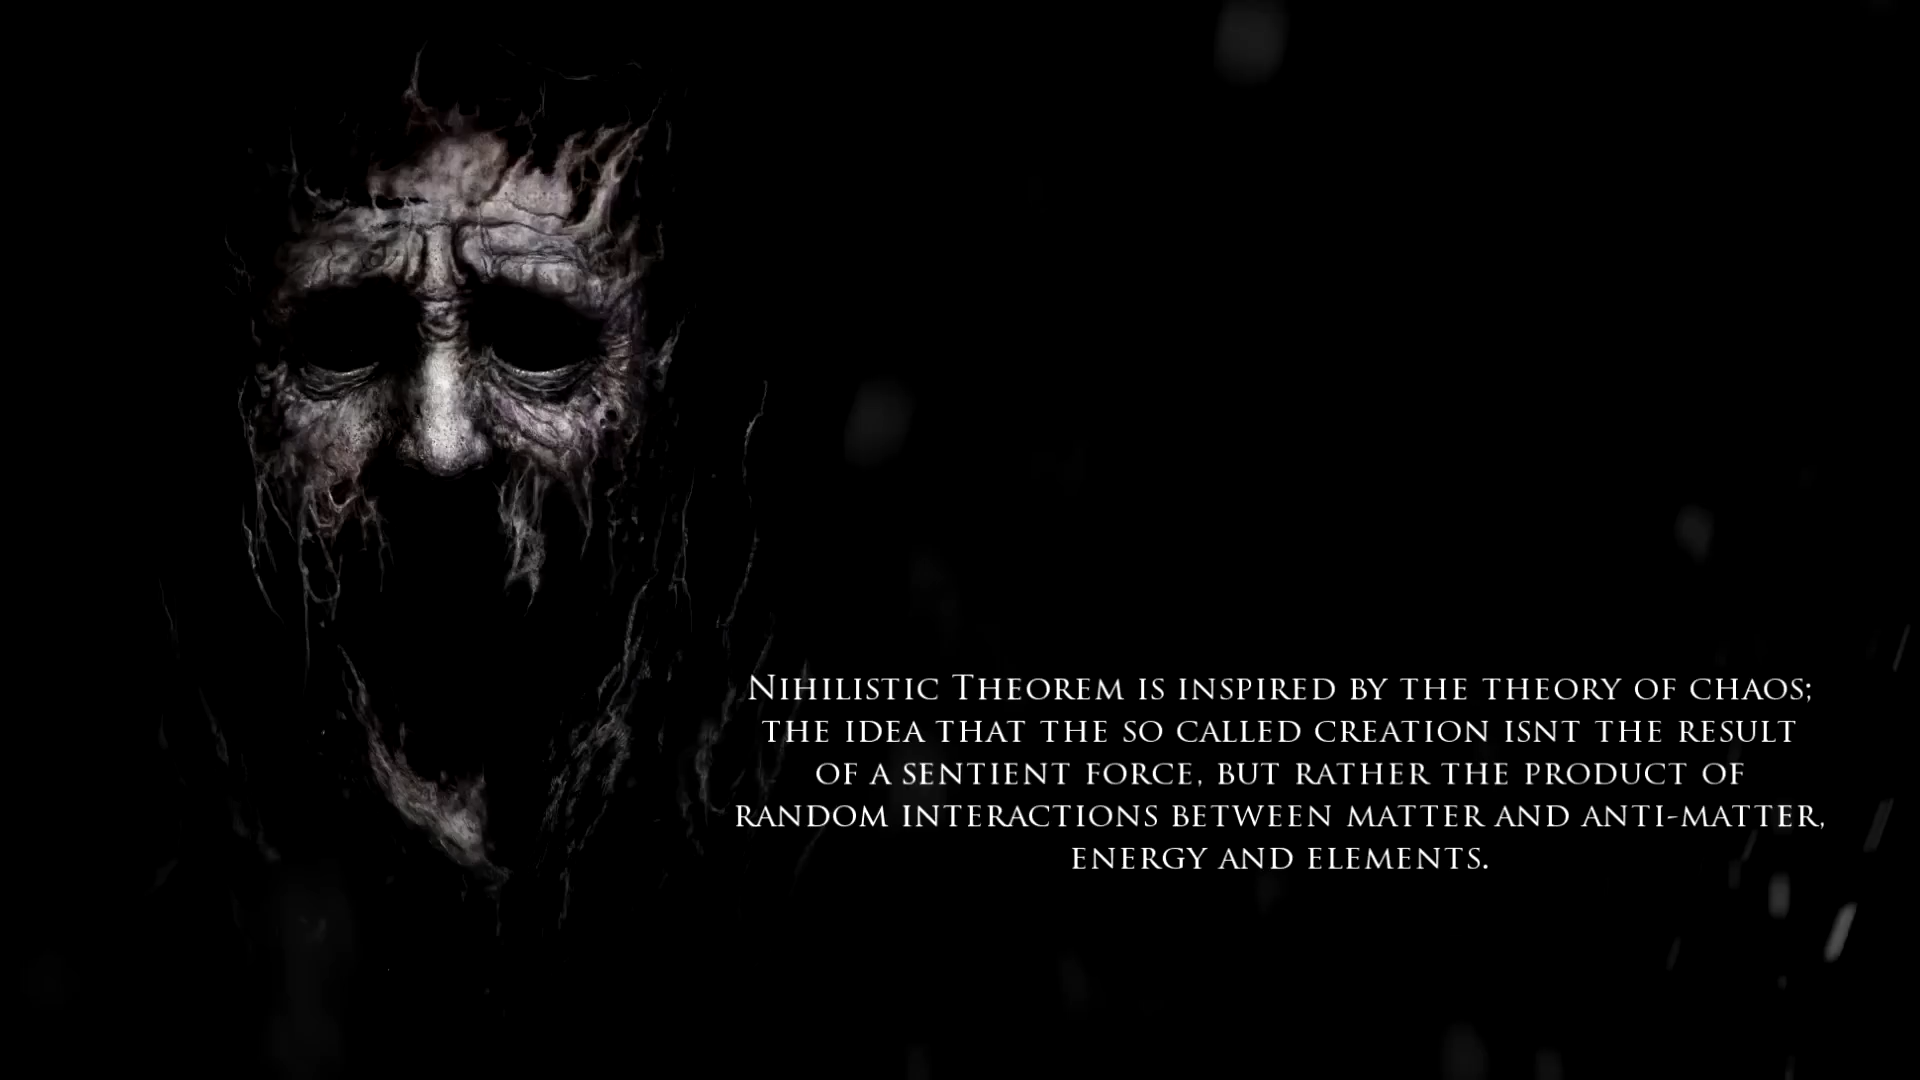 Nihilistic Theorem is inspired by the theory of chaos;
the idea that the so called creation isnt the result
of a sentient force, but rather the product of
random interactions between matter and anti-matter,
energy and elements.